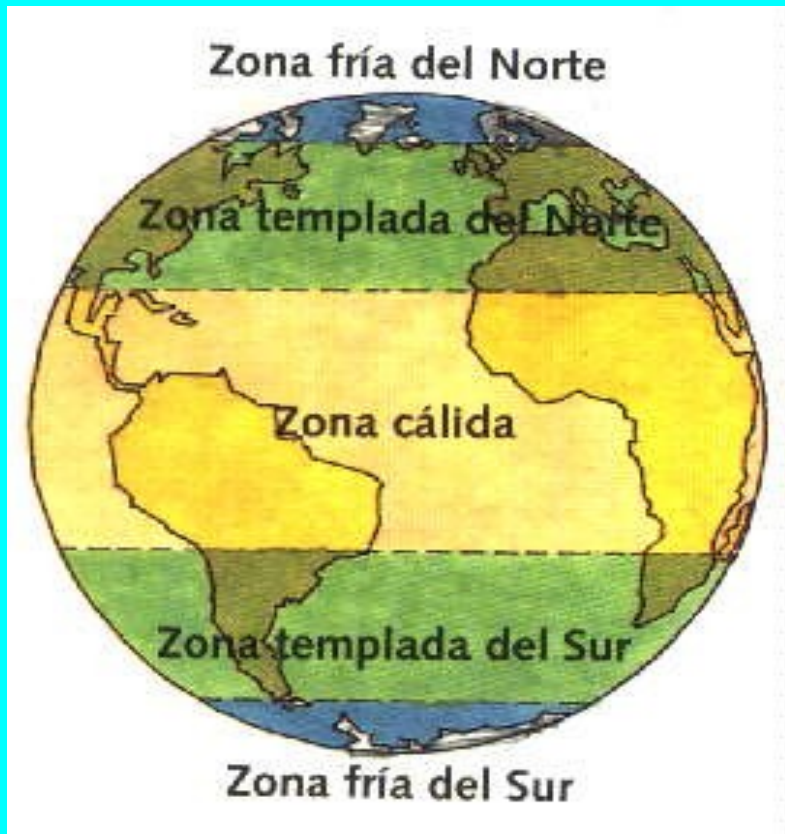 Zona fría del Norte
Zona templada del Norte
Zona cálida
Zona templada del Sur
Zona fría del Sur